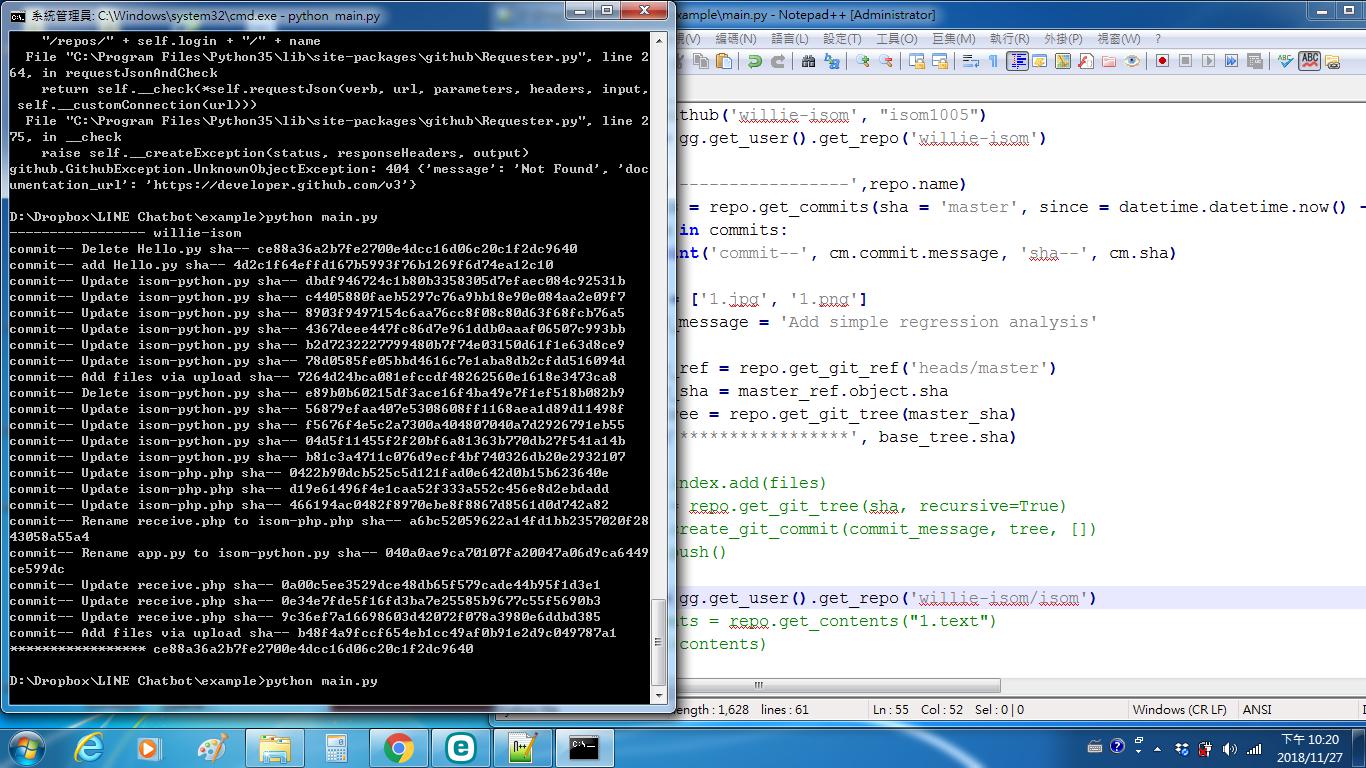 系統管理員: C:\Windows\system32\cmd.exe - python main.py
"/repos/" + self.login + "/" + name
File "C:\Program Files\Python35\lib\site-packages\github\Requester.py", line 2
64, in requestJsonAndCheck
return self.__check(*self.requestJson(verb, url, parameters, headers, input,
self.__customConnection(url)))
File "C:\Program Files\Python35\lib\site-packages\github\Requester.py", line 2
75, in __check
raise self.__createException(status, responseHeaders, output)
github.GithubException.UnknownObjectException: 404 {'message': 'Not Found', 'doc
umentation_url': 'https://developer.github.com/v3'}
D:\Dropbox\LINE Chatbot\example>python main.py
----------------- willie-isom
commit-- Delete Hello.py sha-- ce88a36a2b7fe2700e4dcc16d06c20c1f2dc9640
commit-- add Hello.py sha-- 4d2c1f64effd167b5993f76b1269f6d74ea12c10
commit-- Update isom-python.py sha-- dbdf946724c1b80b3358305d7efaec084c92531b
commit-- Update isom-python.py sha-- c4405880faeb5297c76a9bb18e90e084aa2e09f7
commit-- Update isom-python.py sha-- 8903f9497154c6aa76cc8f08c80d63f68fcb76a5
commit-- Update isom-python.py sha-- 4367deee447fc86d7e961ddb0aaaf06507c993bb
commit-- Update isom-python.py sha-- b2d7232227799480b7f74e03150d61f1e63d8ce9
commit-- Update isom-python.py sha-- 78d0585fe05bbd4616c7e1aba8db2cfdd516094d
commit-- Add files via upload sha-- 7264d24bca081efccdf48262560e1618e3473ca8
commit-- Delete isom-python.py sha-- e89b0b60215df3ace16f4ba49e7f1ef518b082b9
commit-- Update isom-python.py sha-- 56879efaa407e5308608ff1168aea1d89d11498f
commit-- Update isom-python.py sha-- f5676f4e5c2a7300a404807040a7d2926791eb55
commit-- Update isom-python.py sha-- 04d5f11455f2f20bf6a81363b770db27f541a14b
commit-- Update isom-python.py sha-- b81c3a4711c076d9ecf4bf740326db20e2932107
commit-- Update isom-php.php sha-- 0422b90dcb525c5d121fad0e642d0b15b623640e
commit-- Update isom-php.php sha-- d19e61496f4e1caa52f333a552c456e8d2ebdadd
commit-- Update isom-php.php sha-- 466194ac0482f8970ebe8f8867d8561d0d742a82
commit-- Rename receive.php to isom-php.php sha-- a6bc52059622a14fd1bb2357020f28
43058a55a4
commit-- Rename app.py to isom-python.py sha-- 040a0ae9ca70107fa20047a06d9ca6449
ce599dc
commit-- Update receive.php sha-- 0a00c5ee3529dce48db65f579cade44b95f1d3e1
commit-- Update receive.php sha-- 0e34e7fde5f16fd3ba7e25585b9677c55f5690b3
commit-- Update receive.php sha-- 9c36ef7a16698603d42072f078a3980e6ddbd385
commit-- Add files via upload sha-- b48f4a9fccf654eb1cc49af0b91e2d9c049787a1
***************** ce88a36a2b7fe2700e4dcc16d06c20c1f2dc9640
D:\Dropbox\LINE Chatbot\example>python main.py
example\main.py - Notepad++ [Administrator]
視(V) 編碼(N) 語言(L) 設定(T) 工具(O) 巨集(M) 執行(R) 外掛(P) 視窗(W) ?
thub('willie-isom', "isom1005")
gg.get_user().get_repo('willie-isom')
-----------------',repo.name)
s = repo.get_commits(sha = 'master', since = datetime.datetime.now() -
in commits:
nt('commit--', cm.commit.message, 'sha--', cm.sha)
= ['1.jpg', '1.png']
_message = 'Add simple regression analysis'
_ref = repo.get_git_ref('heads/master')
_sha = master_ref.object.sha
ree = repo.get_git_tree(master_sha)
*****************', base_tree.sha)
ndex.add(files)
= repo.get_git_tree(sha, recursive=True)
reate_git_commit(commit_message, tree, [])
push()
gg.get_user().get_repo('willie-isom/isom')
nts = repo.get_contents("1.text")
contents)
length : 1,628 lines : 61
Ln : 55 Col : 52 Sel : 0 | 0
Windows (CR LF)
ANSI
下午 10:20
2018/11/27